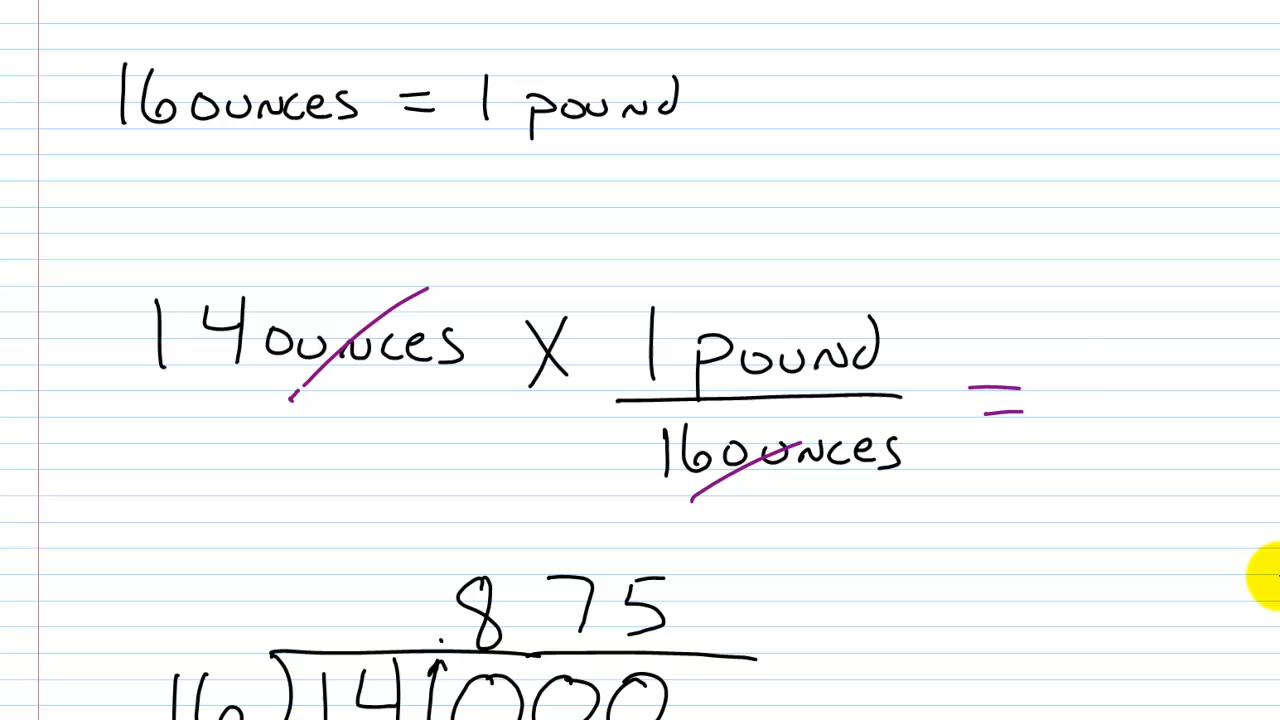 16 ounces = 1 pound
14 ounces X 1 pound =
16 ounces
.875
16)14.000